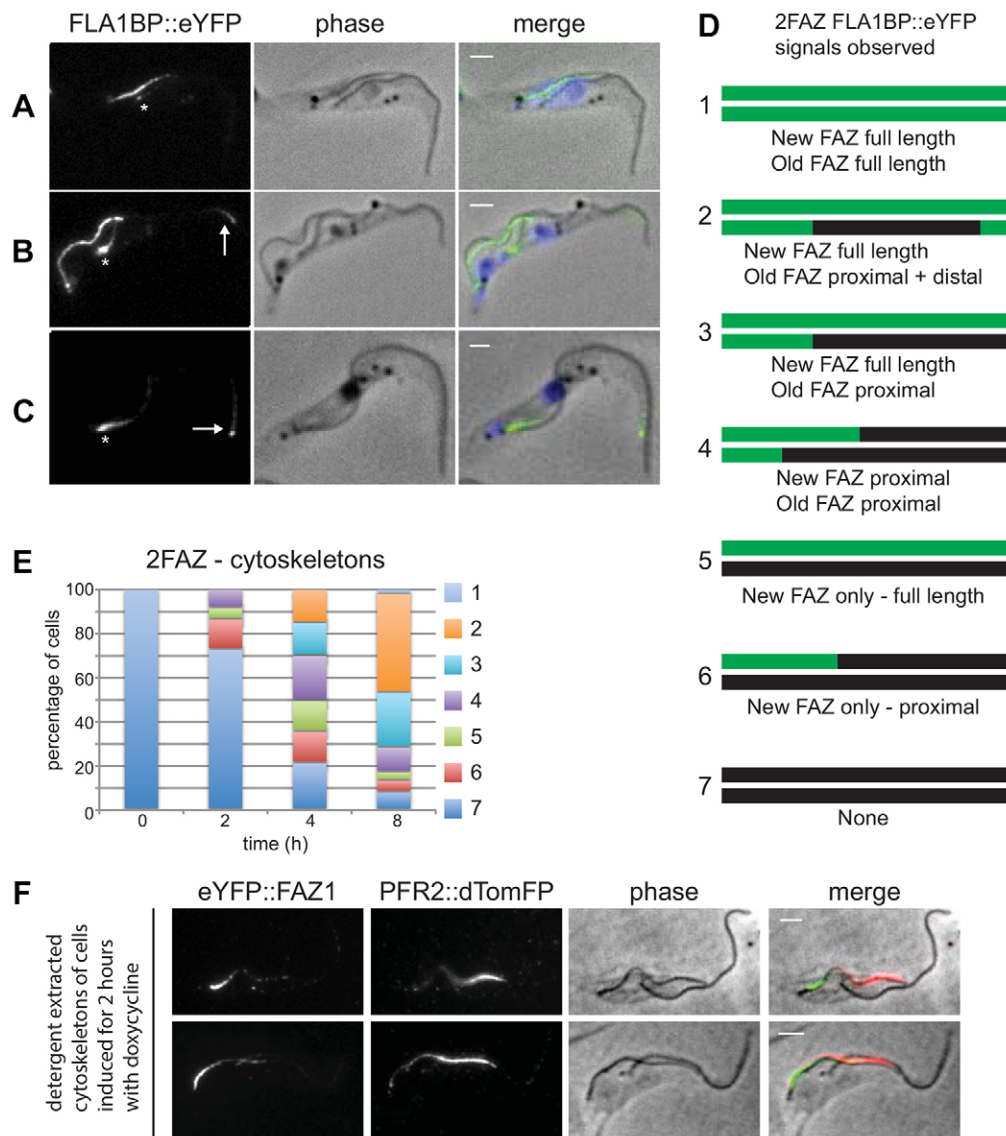 FLA1BP::eYFP phase merge
A
*
B
*
C
*
D 2FAZ FLA1BP::eYFP
signals observed
1
New FAZ full length
Old FAZ full length
2
New FAZ full length
Old FAZ proximal + distal
3
New FAZ full length
Old FAZ proximal
4
New FAZ proximal
Old FAZ proximal
5
New FAZ only - full length
6
New FAZ only - proximal
7
None
E 2FAZ - cytoskeletons
percentage of cells
100
80
60
40
20
0
0 2 4 8
time (h)
1
2
3
4
5
6
7
F eYFP::FAZ1 PFR2::dTomFP phase merge
detergent extracted
cytoskeletons of cells
induced for 2 hours
with doxycycline